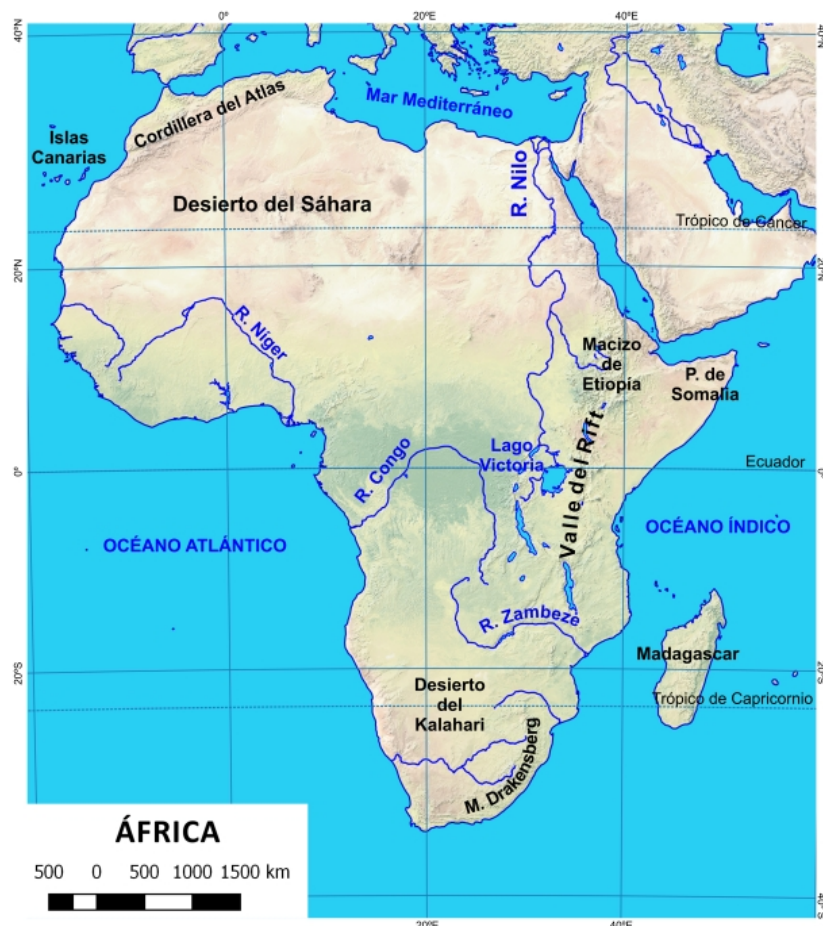 0°
20°E
40°E
40°N
40°N
Mar Mediterráneo
Cordillera del Atlas
Islas
Canarias
R. Nilo
Desierto del Sáhara
Trópico de Cáncer
20°N
R. Níger
Macizo
de
Etiopía
P. de
Somalia
Lago
Victoria
Valle del Rift
R. Congo
Ecuador
0°
OCÉANO ATLÁNTICO
OCÉANO ÍNDICO
R. Zambeze
Madagascar
20°S
Desierto
del
Kalahari
Trópico de Capricornio
M. Drakensberg
ÁFRICA
500 0 500 1000 1500 km
40°S
20°E
40°E